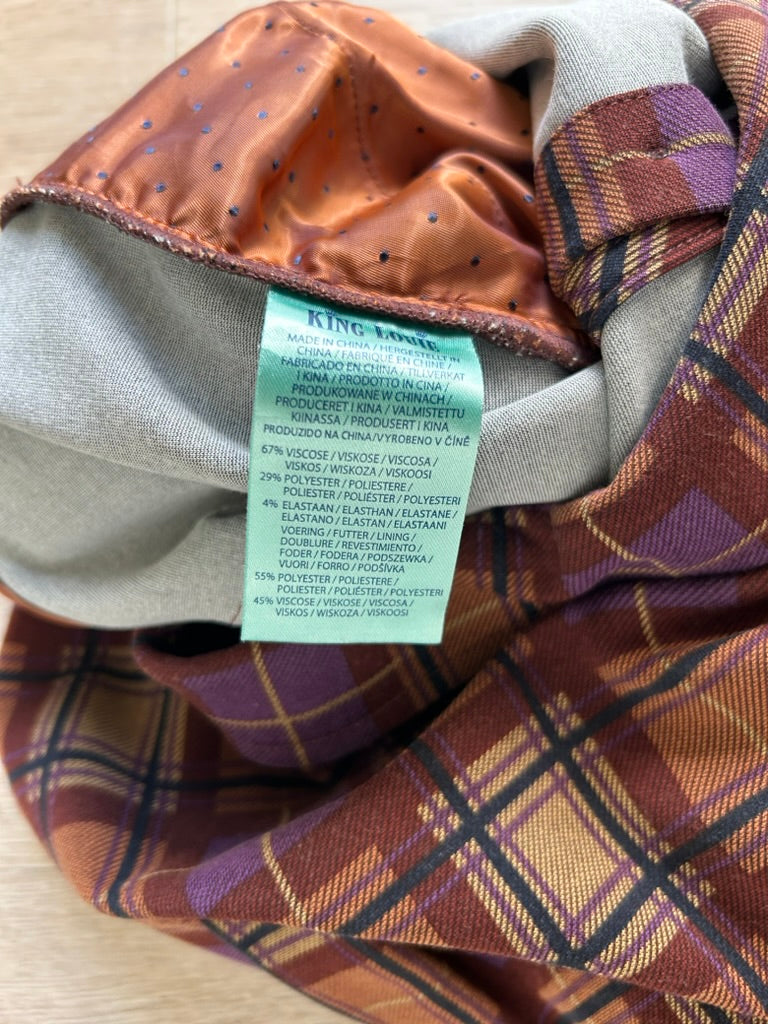 KING LOUIE
MADE IN CHINA / HERGESTELLT IN
CHINA / FABRIQUE EN CHINE /
FABRICADO EN CHINA / TILLVERKAT
I KINA / PRODOTTO IN CINA /
PRODUKOWANE W CHINACH /
PRODUCERET I KINA / VALMISTETTU
KIINASSA / PRODUSERT I KINA
PRODUZIDO NA CHINA/VYROBENO V ČÍNĚ
67% VISCOSE / VISKOSE / VISCOSA /
VISKOS / WISKOZA / VISKOOSI
29% POLYESTER / POLIESTERE /
POLIESTER / POLIÉSTER / POLYESTERI
4% ELASTAAN / ELASTHAN / ELASTANE /
ELASTANO / ELASTAN / ELASTAANI
VOERING / FUTTER / LINING /
DOUBLURE / REVESTIMIENTO /
FODER / FODERA / PODSZEWKA /
VUORI / FORRO / PODŠÍVKA
55% POLYESTER / POLIESTERE /
POLIESTER / POLIÉSTER / POLYESTERI
45% VISCOSE / VISKOSE / VISCOSA /
VISKOS / WISKOZA / VISKOOSI